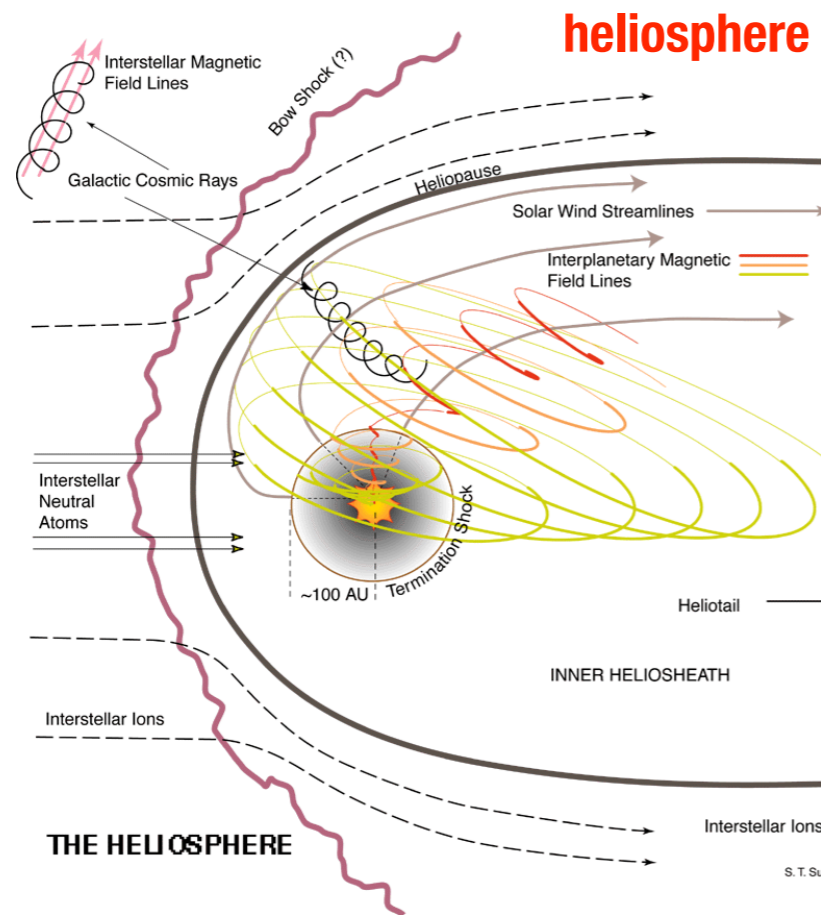 heliosphere
Interstellar Magnetic
Field Lines
Bow Shock (?)
Galactic Cosmic Rays
Heliopause
Solar Wind Streamlines
Interplanetary Magnetic
Field Lines
Interstellar
Neutral
Atoms
Termination Shock
~100 AU
Heliotail
INNER HELIOSHEATH
Interstellar Ions
THE HELIOSPHERE
Interstellar Ions
S. T. Su